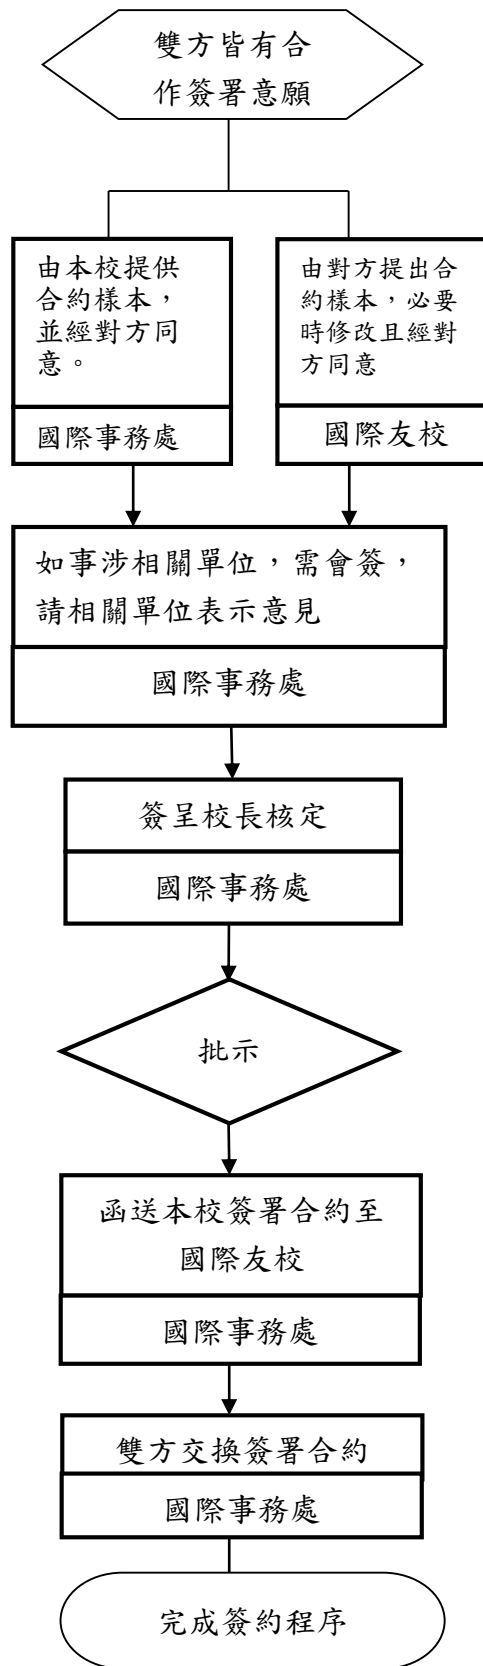 雙方皆有合
作簽署意願
由本校提供
合約樣本，
並經對方同
意。
國際事務處
由對方提出合
約樣本，必要
時修改且經對
方同意
國際友校
如事涉相關單位，需會簽，
請相關單位表示意見
國際事務處
簽呈校長核定
國際事務處
批示
函送本校簽署合約至
國際友校
國際事務處
雙方交換簽署合約
國際事務處
完成簽約程序